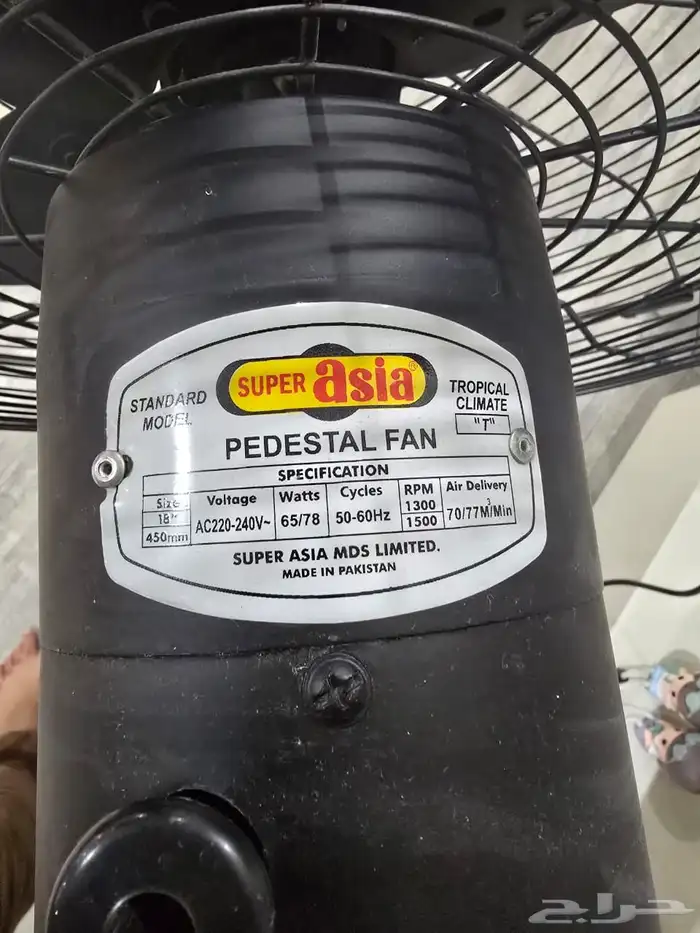 SUPER asia®
STANDARD MODEL
TROPICAL CLIMATE
"T"
PEDESTAL FAN
SPECIFICATION
Size Voltage Watts Cycles RPM Air Delivery
18" 450mm AC220-240V~ 65/78 50-60Hz 1300 1500 70/77M³/Min
SUPER ASIA MDS LIMITED.
MADE IN PAKISTAN
حراج